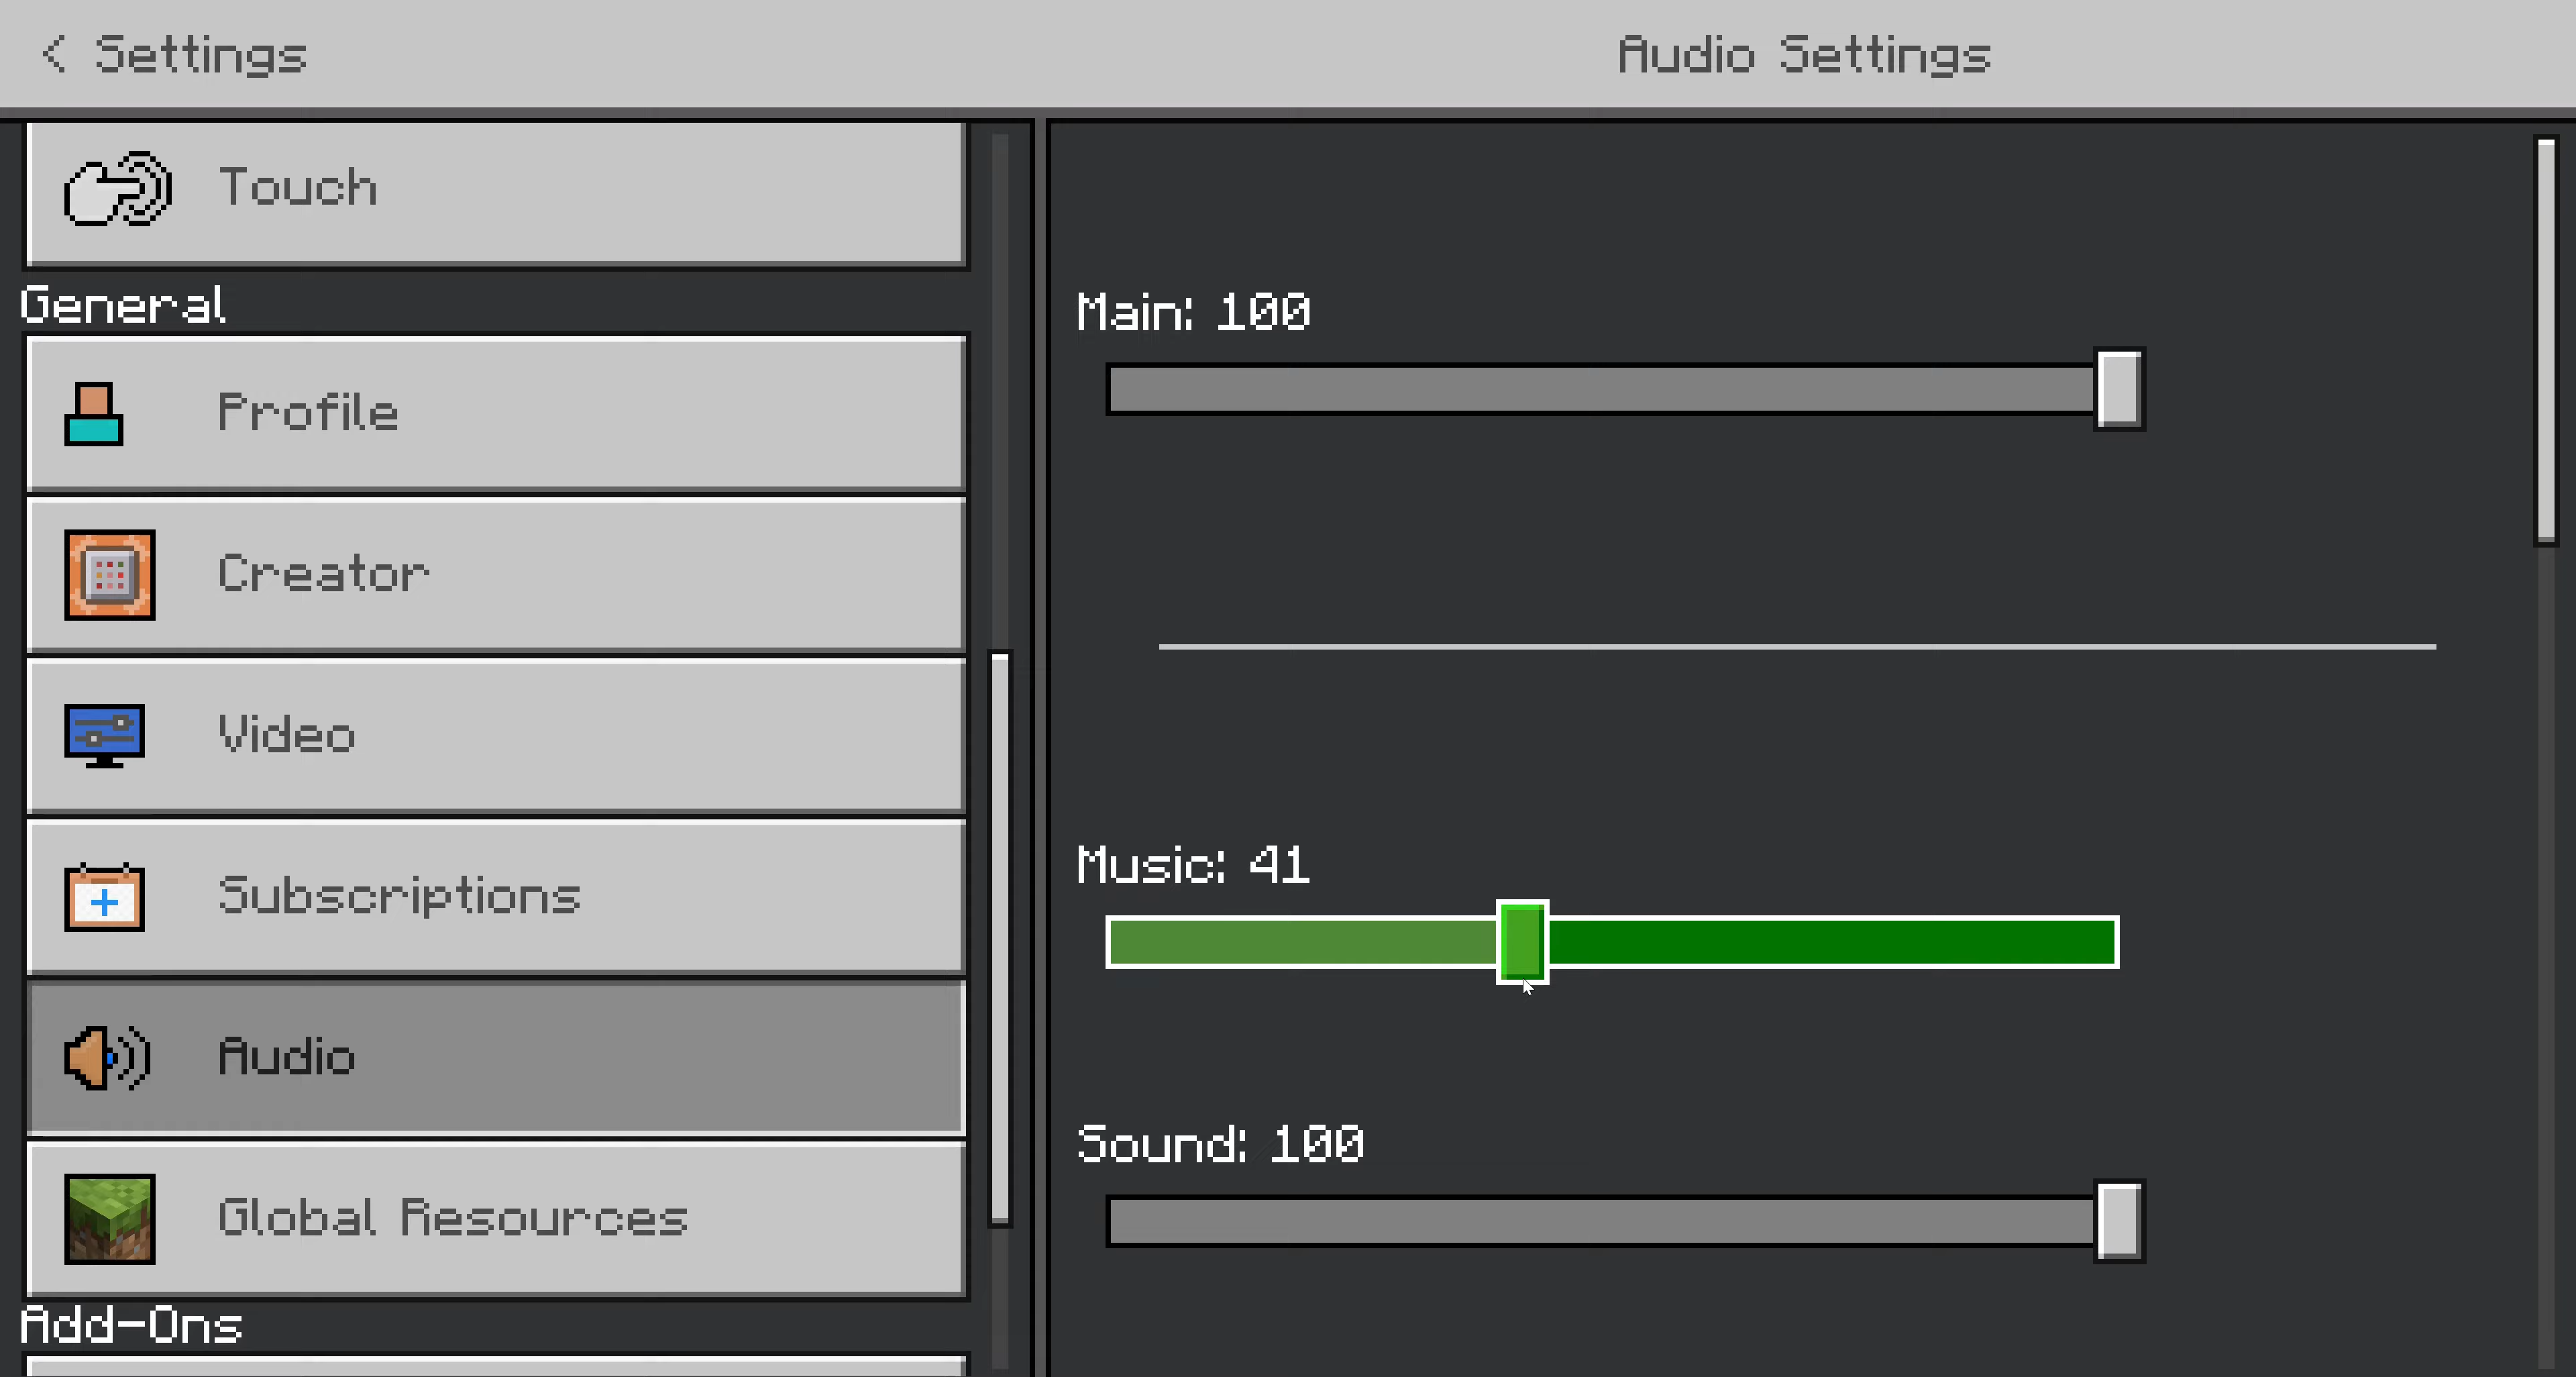 < Settings
Audio Settings
Touch
General
Profile
Creator
Video
Subscriptions
Audio
Global Resources
Add-Ons
Main: 100
Music: 41
Sound: 100